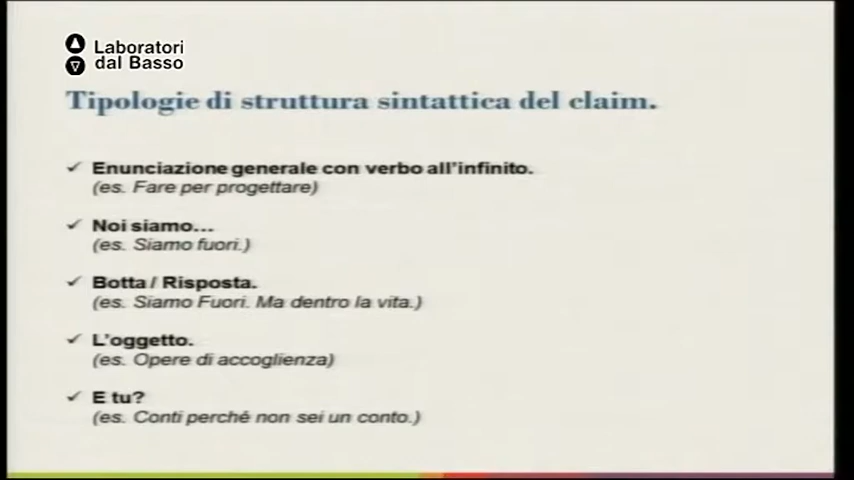 Laboratori
dal Basso
Tipologie di struttura sintattica del claim.
Enunciazione generale con verbo all'infinito.
(es. Fare per progettare)
Noi siamo...
(es. Siamo fuori.)
Botta / Risposta.
(es. Siamo Fuori. Ma dentro la vita.)
L'oggetto.
(es. Opere di accoglienza)
E tu?
(es. Conti perché non sei un conto.)